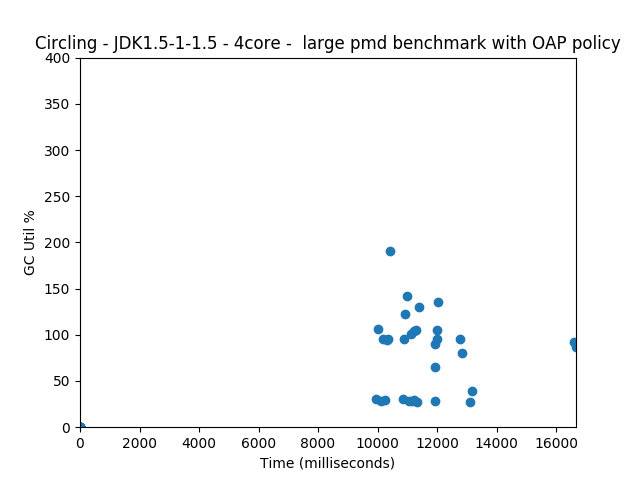 Circling - JDK1.5-1-1.5 - 4core -  large pmd benchmark with OAP policy
400
350
300
250
200
150
100
50
0
GC Util %
0 2000 4000 6000 8000 10000 12000 14000 16000
Time (milliseconds)